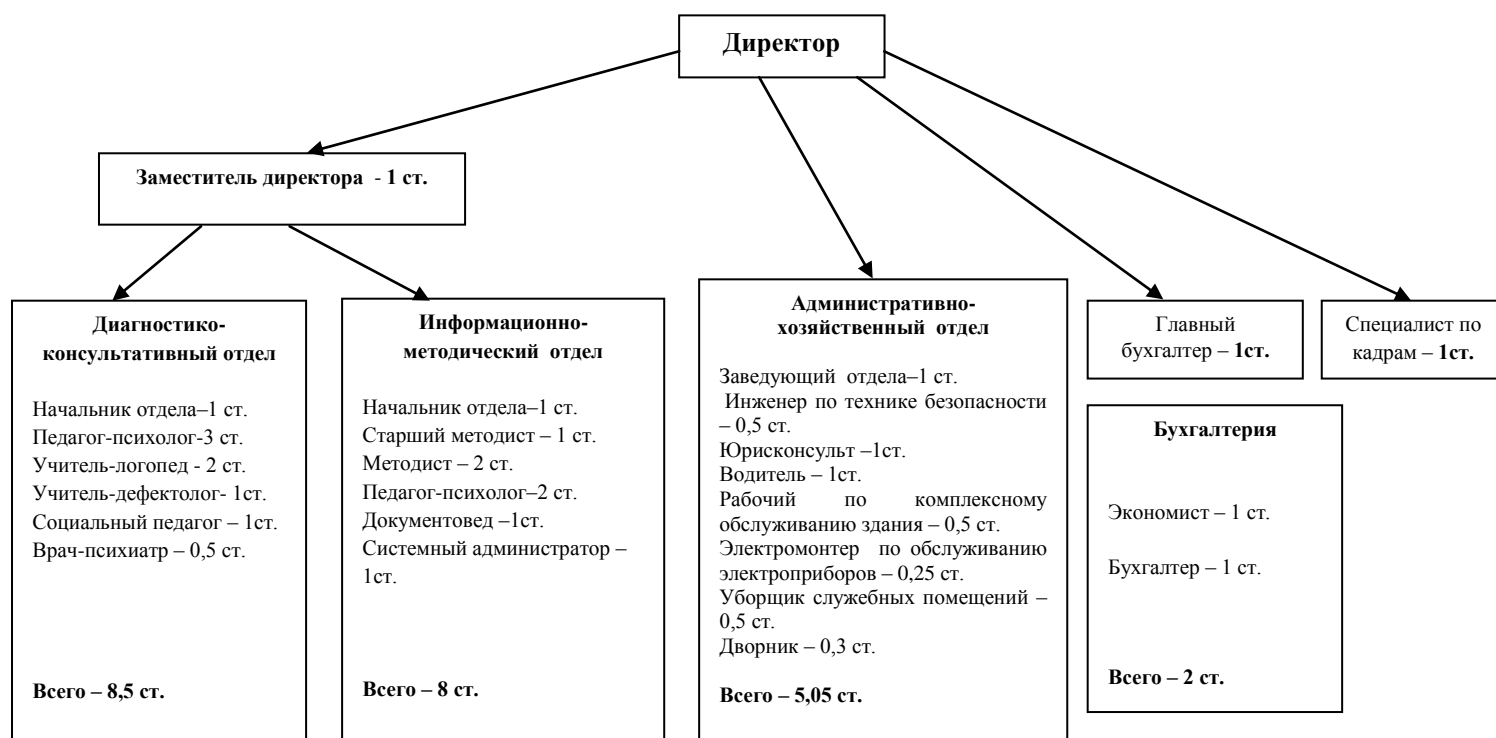 Директор
Заместитель директора - 1 ст.
Диагностико-
консультативный отдел
Начальник отдела–1 ст.
Педагог-психолог-3 ст.
Учитель-логопед - 2 ст.
Учитель-дефектолог- 1ст.
Социальный педагог – 1ст.
Врач-психиатр – 0,5 ст.
Всего – 8,5 ст.
Информационно-
методический отдел
Начальник отдела–1 ст.
Старший методист – 1 ст.
Методист – 2 ст.
Педагог-психолог–2 ст.
Документовед –1ст.
Системный администратор –
1ст.
Всего – 8 ст.
Административно-
хозяйственный отдел
Заведующий отдела–1 ст.
Инженер по технике безопасности
– 0,5 ст.
Юрисконсульт –1ст.
Водитель – 1ст.
Рабочий по комплексному
обслуживанию здания – 0,5 ст.
Электромонтер по обслуживанию
электроприборов – 0,25 ст.
Уборщик служебных помещений –
0,5 ст.
Дворник – 0,3 ст.
Всего – 5,05 ст.
Главный
бухгалтер – 1ст.
Специалист по
кадрам – 1ст.
Бухгалтерия
Экономист – 1 ст.
Бухгалтер – 1 ст.
Всего – 2 ст.